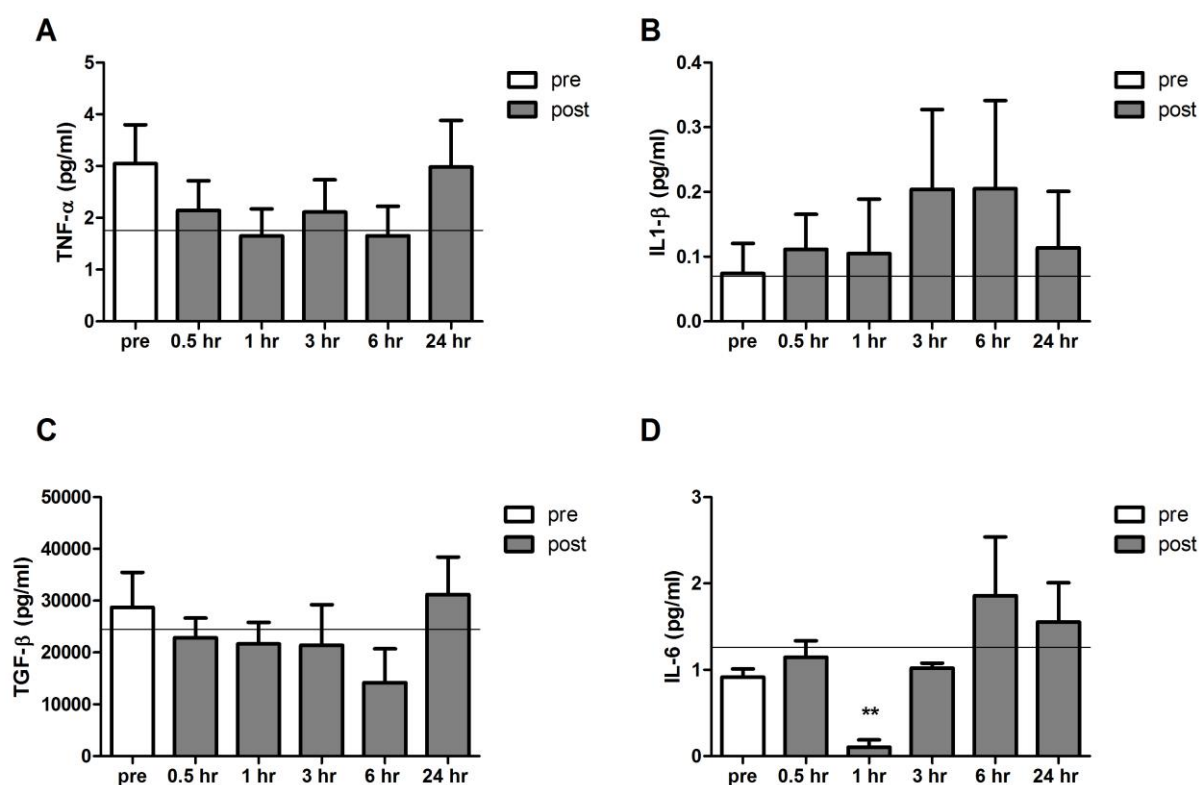 A
TNF-α (pg/ml)
5
4
3
2
1
0
pre
0.5 hr
1 hr
3 hr
6 hr
24 hr
pre
post
B
IL1-β (pg/ml)
0.4
0.3
0.2
0.1
0.0
pre
0.5 hr
1 hr
3 hr
6 hr
24 hr
pre
post
C
TGF-β (pg/ml)
50000
40000
30000
20000
10000
0
pre
0.5 hr
1 hr
3 hr
6 hr
24 hr
pre
post
D
IL-6 (pg/ml)
3
2
1
0
**
pre
0.5 hr
1 hr
3 hr
6 hr
24 hr
pre
post